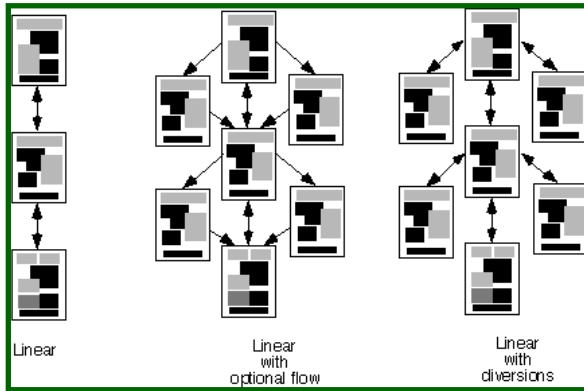 Linear
Linear
with
optional flow
Linear
with
diversions